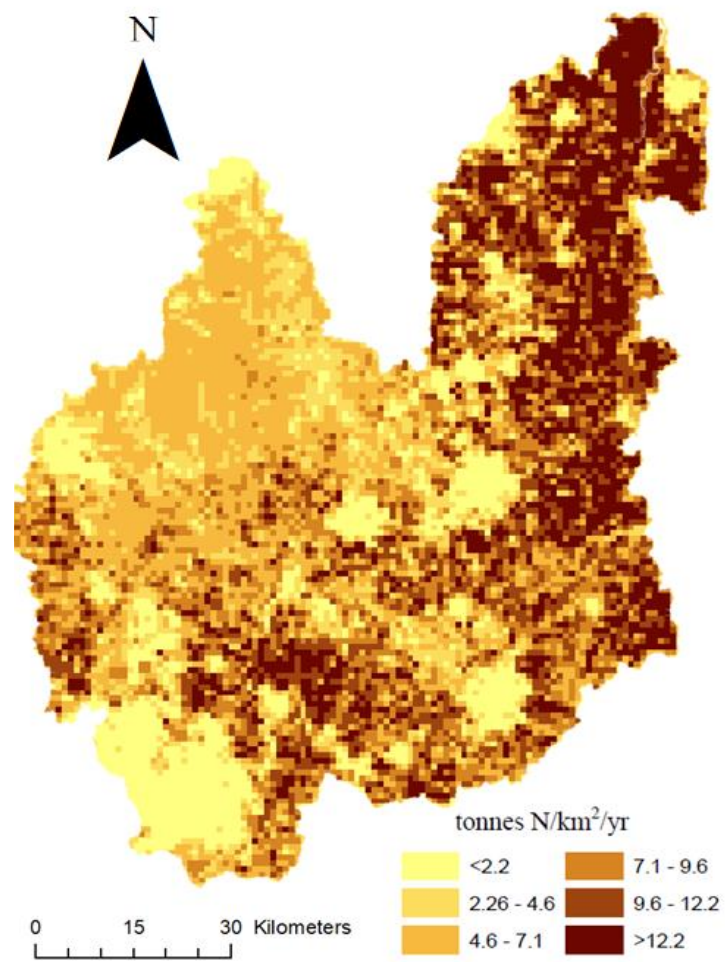 N
tonnes N/km²/yr
<2.2
7.1 - 9.6
2.26 - 4.6
9.6 - 12.2
4.6 - 7.1
>12.2
0 15 30 Kilometers